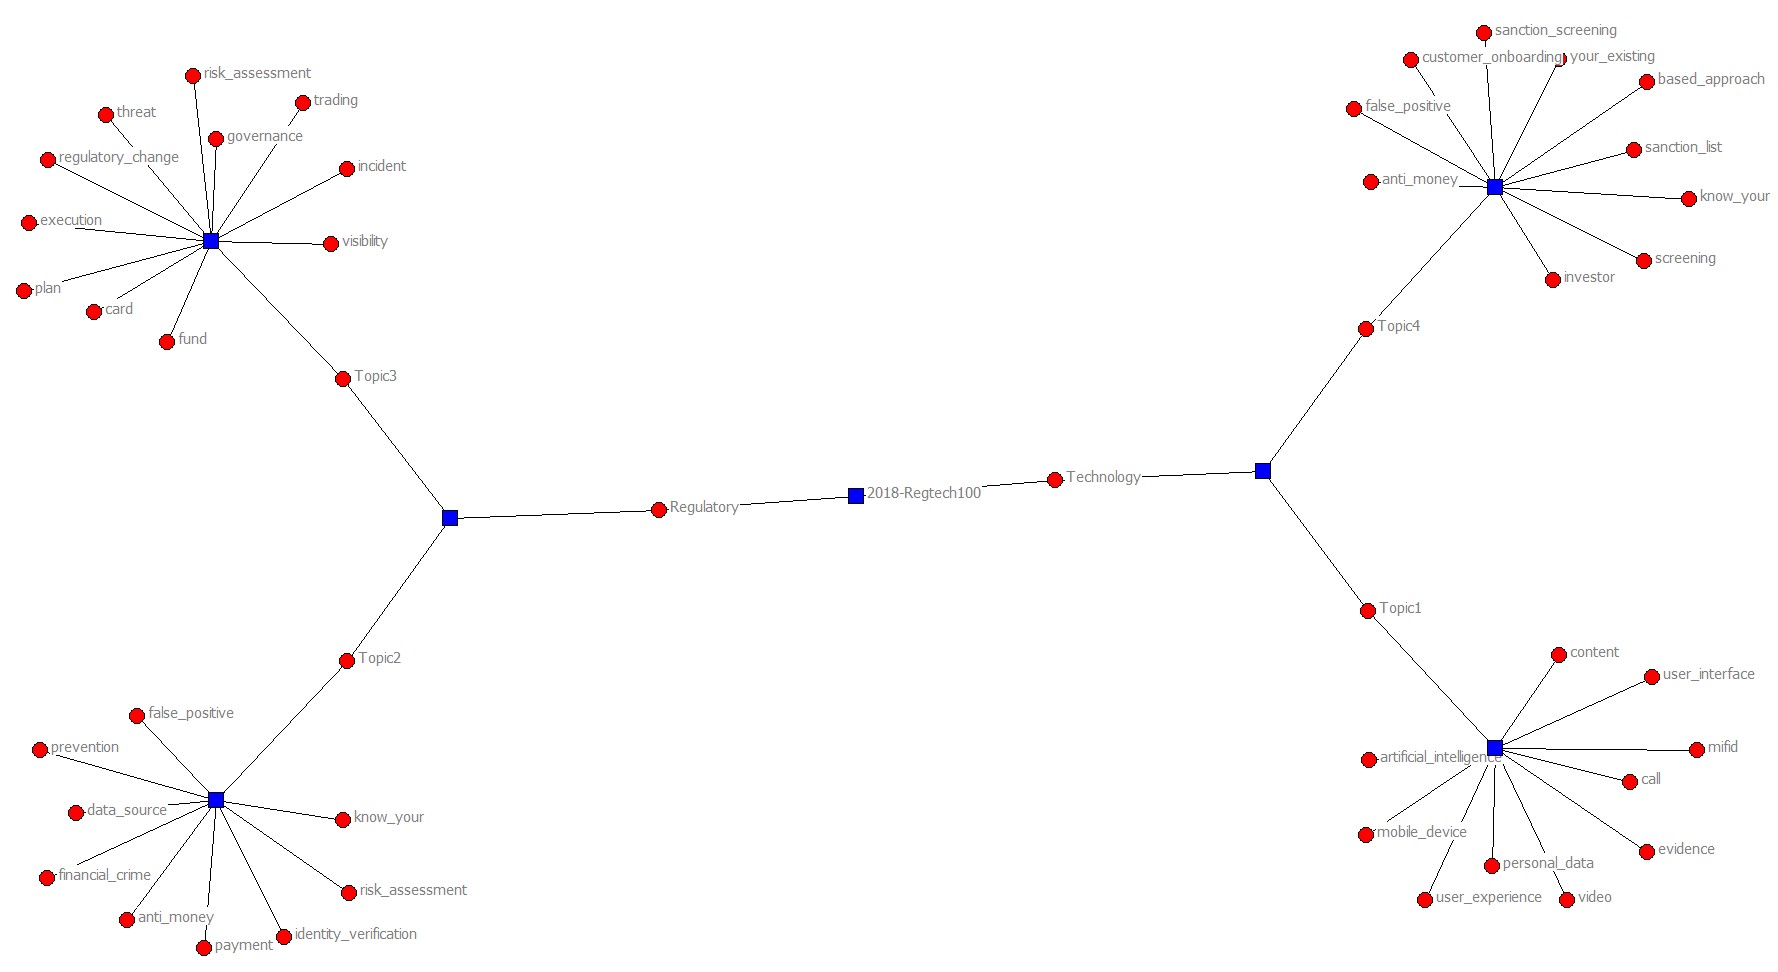 risk_assessment
trading
threat
governance
regulatory_change
incident
execution
visibility
plan
card
fund
Topic3
sanction_screening
customer_onboarding
your_existing
based_approach
false_positive
sanction_list
anti_money
know_your
screening
investor
Topic4
Regulatory
2018-Regtech100
Technology
Topic2
false_positive
prevention
data_source
know_your
financial_crime
risk_assessment
anti_money
identity_verification
payment
Topic1
content
user_interface
artificial_intelligence
mifid
call
mobile_device
evidence
personal_data
user_experience
video